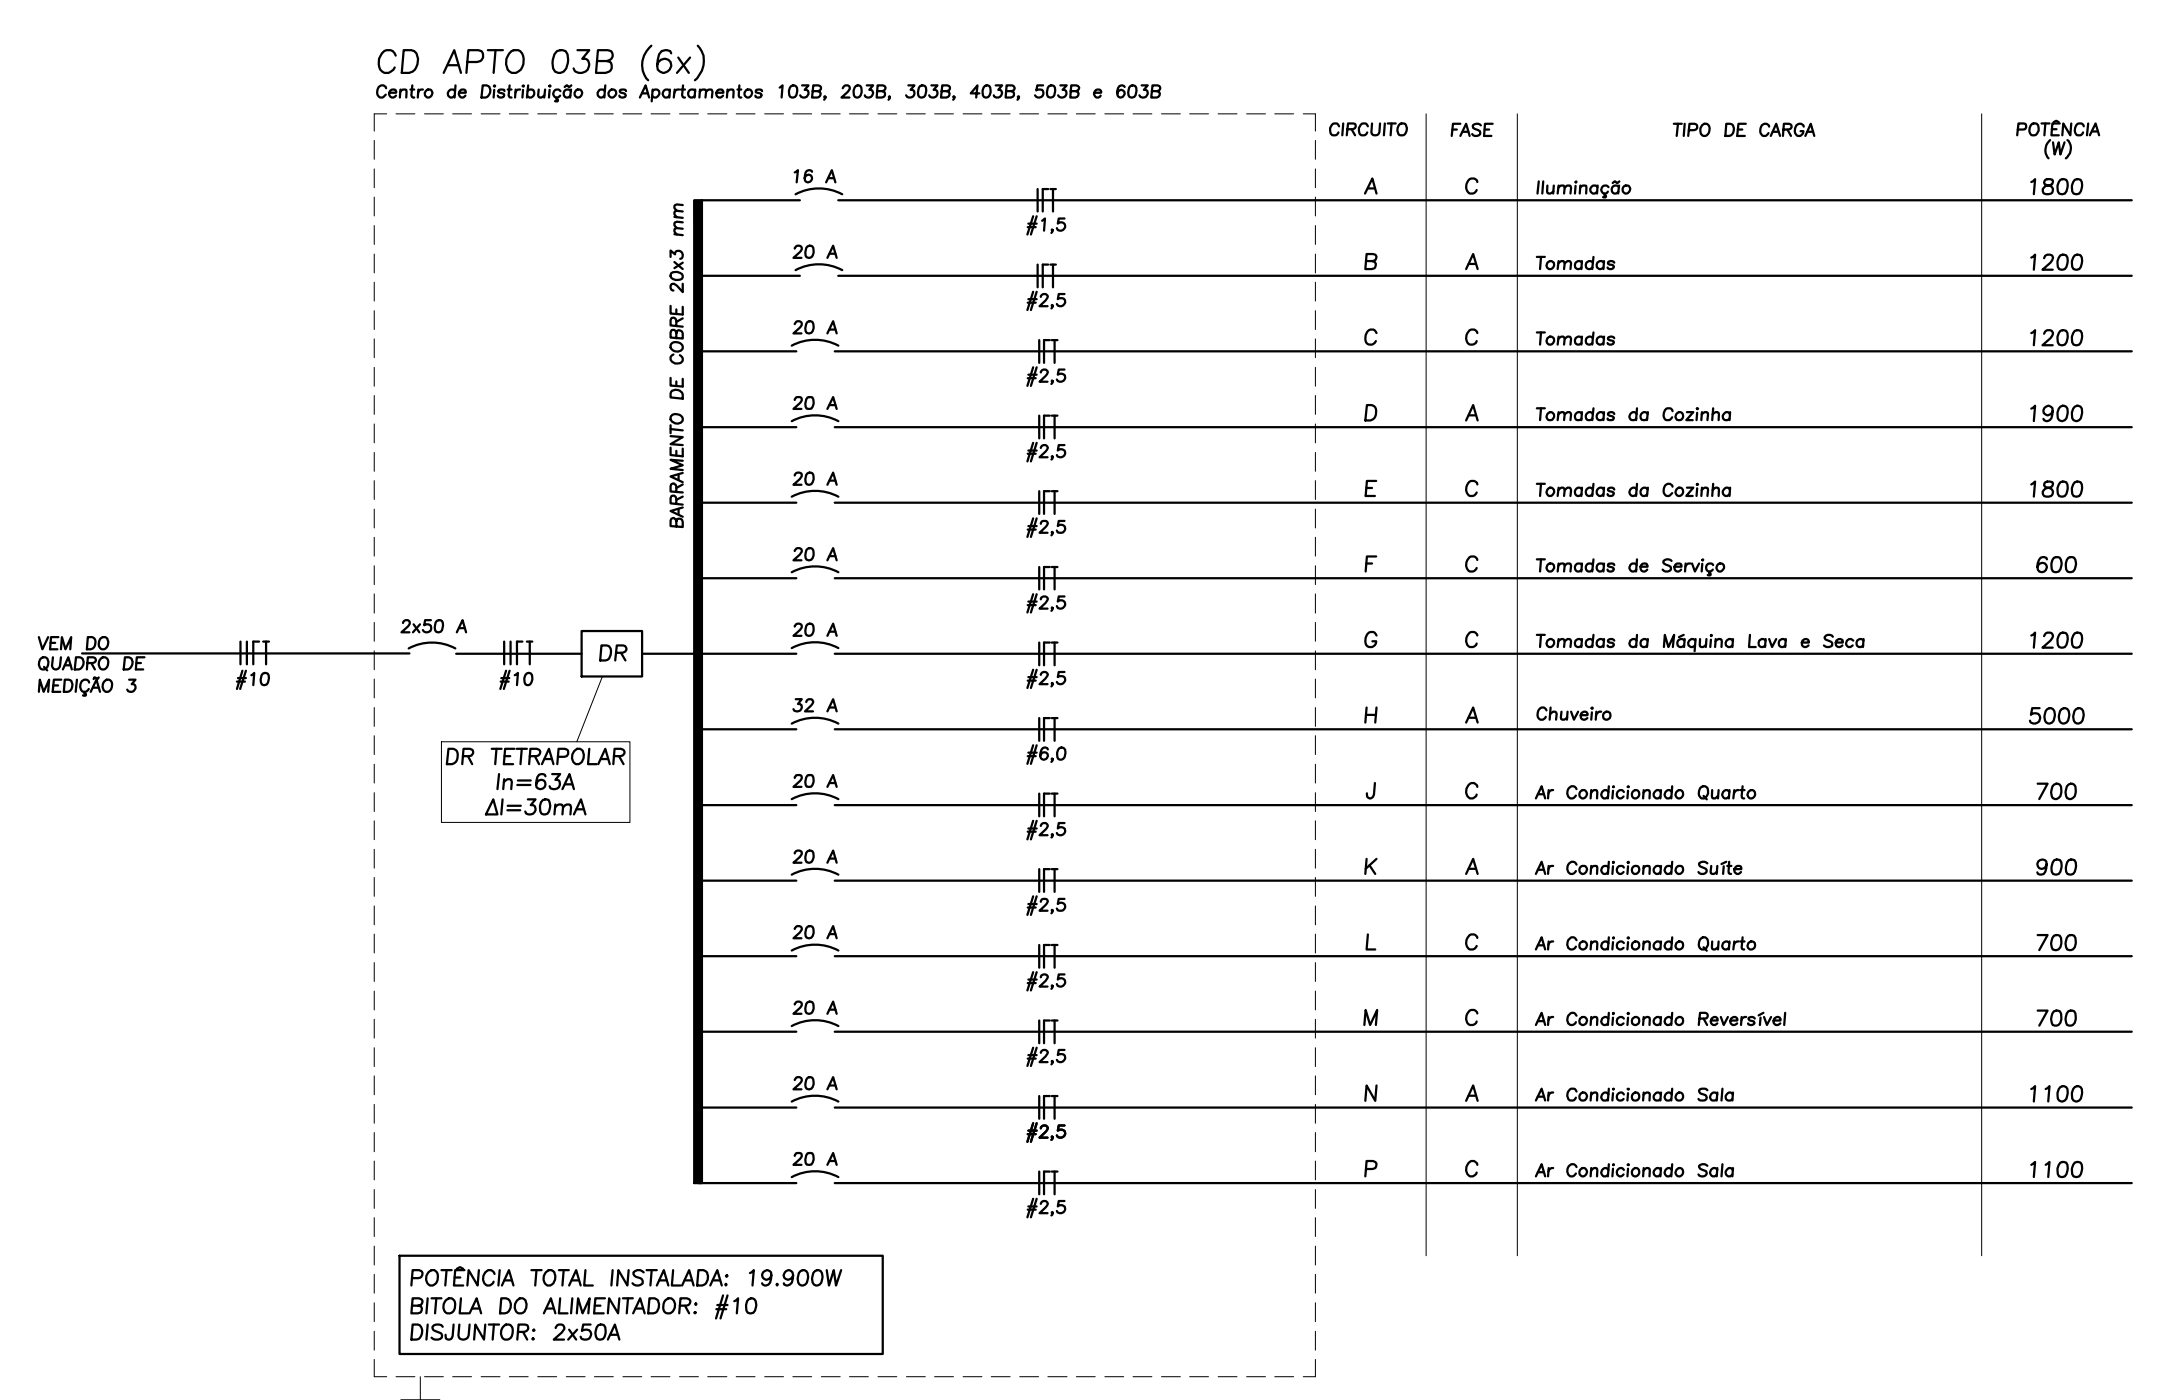 CD APTO 03B (6x)
Centro de Distribuição dos Apartamentos 103B, 203B, 303B, 403B, 503B e 603B
CIRCUITO FASE TIPO DE CARGA POTÊNCIA
(W)
BARRAMENTO DE COBRE 20x3 mm
16 A #1,5 A C Iluminação 1800
20 A #2,5 B A Tomadas 1200
20 A #2,5 C C Tomadas 1200
20 A #2,5 D A Tomadas da Cozinha 1900
20 A #2,5 E C Tomadas da Cozinha 1800
20 A #2,5 F C Tomadas de Serviço 600
20 A #2,5 G C Tomadas da Máquina Lava e Seca 1200
32 A #6,0 H A Chuveiro 5000
20 A #2,5 J C Ar Condicionado Quarto 700
20 A #2,5 K A Ar Condicionado Suíte 900
20 A #2,5 L C Ar Condicionado Quarto 700
20 A #2,5 M C Ar Condicionado Reversível 700
20 A #2,5 N A Ar Condicionado Sala 1100
20 A #2,5 P C Ar Condicionado Sala 1100
VEM DO
QUADRO DE
MEDIÇÃO 3
#10
2x50 A
#10
DR
DR TETRAPOLAR
In=63A
ΔI=30mA
POTÊNCIA TOTAL INSTALADA: 19.900W
BITOLA DO ALIMENTADOR: #10
DISJUNTOR: 2x50A